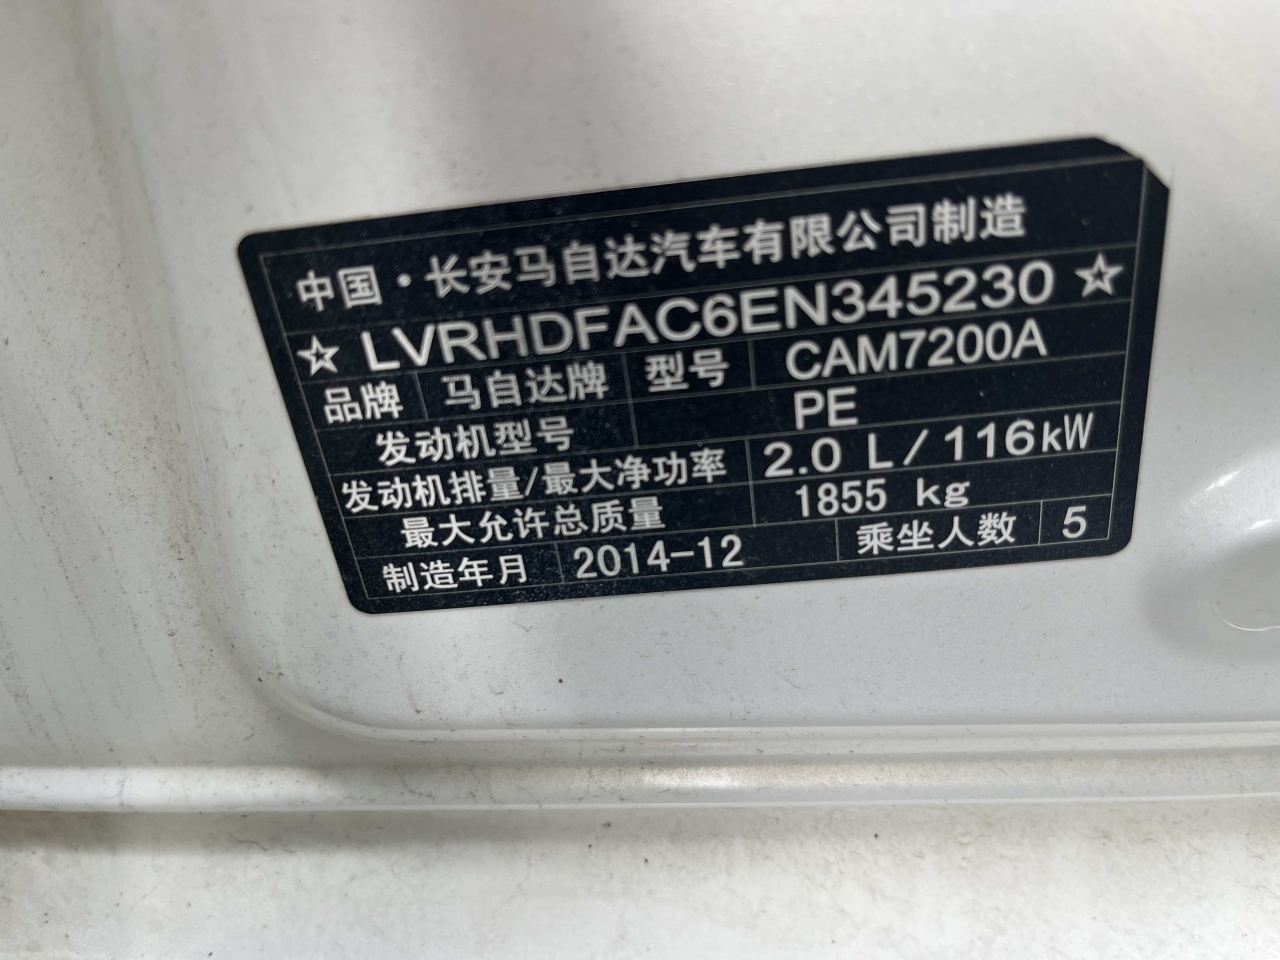 中国·长安马自达汽车有限公司制造
☆ LVRHDFAC6EN345230 ☆
品牌 马自达牌 型号 CAM7200A
发动机型号 PE
发动机排量/最大净功率 2.0 L/116kW
最大允许总质量 1855 kg
制造年月 2014-12 乘坐人数 5